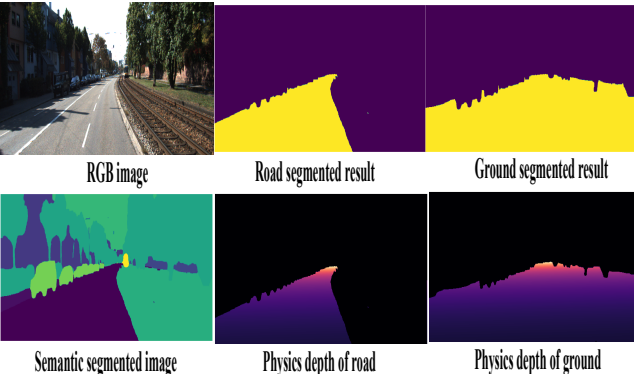 RGB image
Road segmented result
Ground segmented result
Semantic segmented image
Physics depth of road
Physics depth of ground